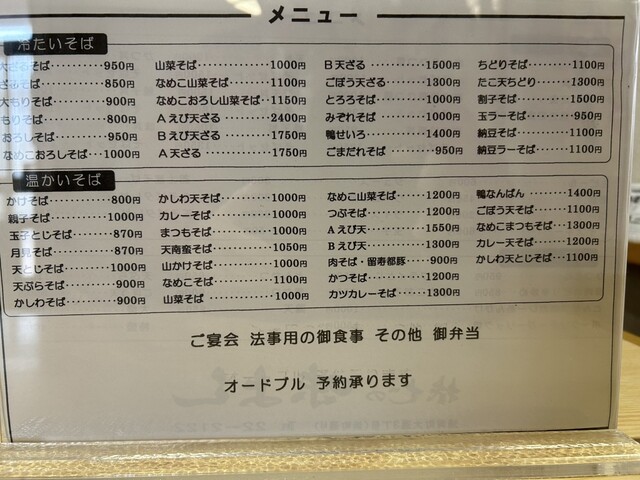 メニュー
冷たいそば
大ざるそば・・・・・・・・950円
ざるそば・・・・・・・・850円
大もりそば・・・・・・・・900円
もりそば・・・・・・・・800円
おろしそば・・・・・・・・950円
なめこおろしそば・・・1000円
山菜そば・・・・・・・・1000円
なめこ山菜そば・・・・・・1100円
なめこおろし山菜そば・・1150円
Aえび天ざる・・・・・・2400円
Bえび天ざる・・・・・・1750円
A天ざる・・・・・・・・1750円
B天ざる・・・・・・・・1500円
ごぼう天ざる・・・・・・1300円
とろろそば・・・・・・1000円
みぞれそば・・・・・・1000円
鴨せいろ・・・・・・・・1400円
ごまだれそば・・・・・・950円
ちどりそば・・・・・・1100円
たこ天ちどり・・・・・・1300円
割子そば・・・・・・・・1500円
玉ラーそば・・・・・・950円
納豆そば・・・・・・・・1100円
納豆ラーそば・・・・・・1100円
温かいそば
かけそば・・・・・・・・800円
親子そば・・・・・・・・1000円
玉子とじそば・・・・・・870円
月見そば・・・・・・・・870円
天とじそば・・・・・・1000円
天ぷらそば・・・・・・900円
かしわそば・・・・・・900円
かしわ天そば・・・・・・1000円
カレーそば・・・・・・1000円
まつもそば・・・・・・1000円
天南蛮そば・・・・・・1050円
山かけそば・・・・・・1000円
なめこそば・・・・・・1100円
山菜そば・・・・・・・・1000円
なめこ山菜そば・・・・・・1200円
つぶそば・・・・・・・・1200円
Aえび天・・・・・・・・1550円
Bえび天・・・・・・・・1300円
肉そば・留寿都豚・・・・900円
かつそば・・・・・・・・1200円
カツカレーそば・・・・・・1300円
鴨なんばん・・・・・・1400円
ごぼう天そば・・・・・・1100円
なめこまつもそば・・・1300円
カレー天そば・・・・・・1200円
かしわ天とじそば・・・1100円
ご宴会 法事用の御食事 その他 御弁当
オードブル 予約承ります